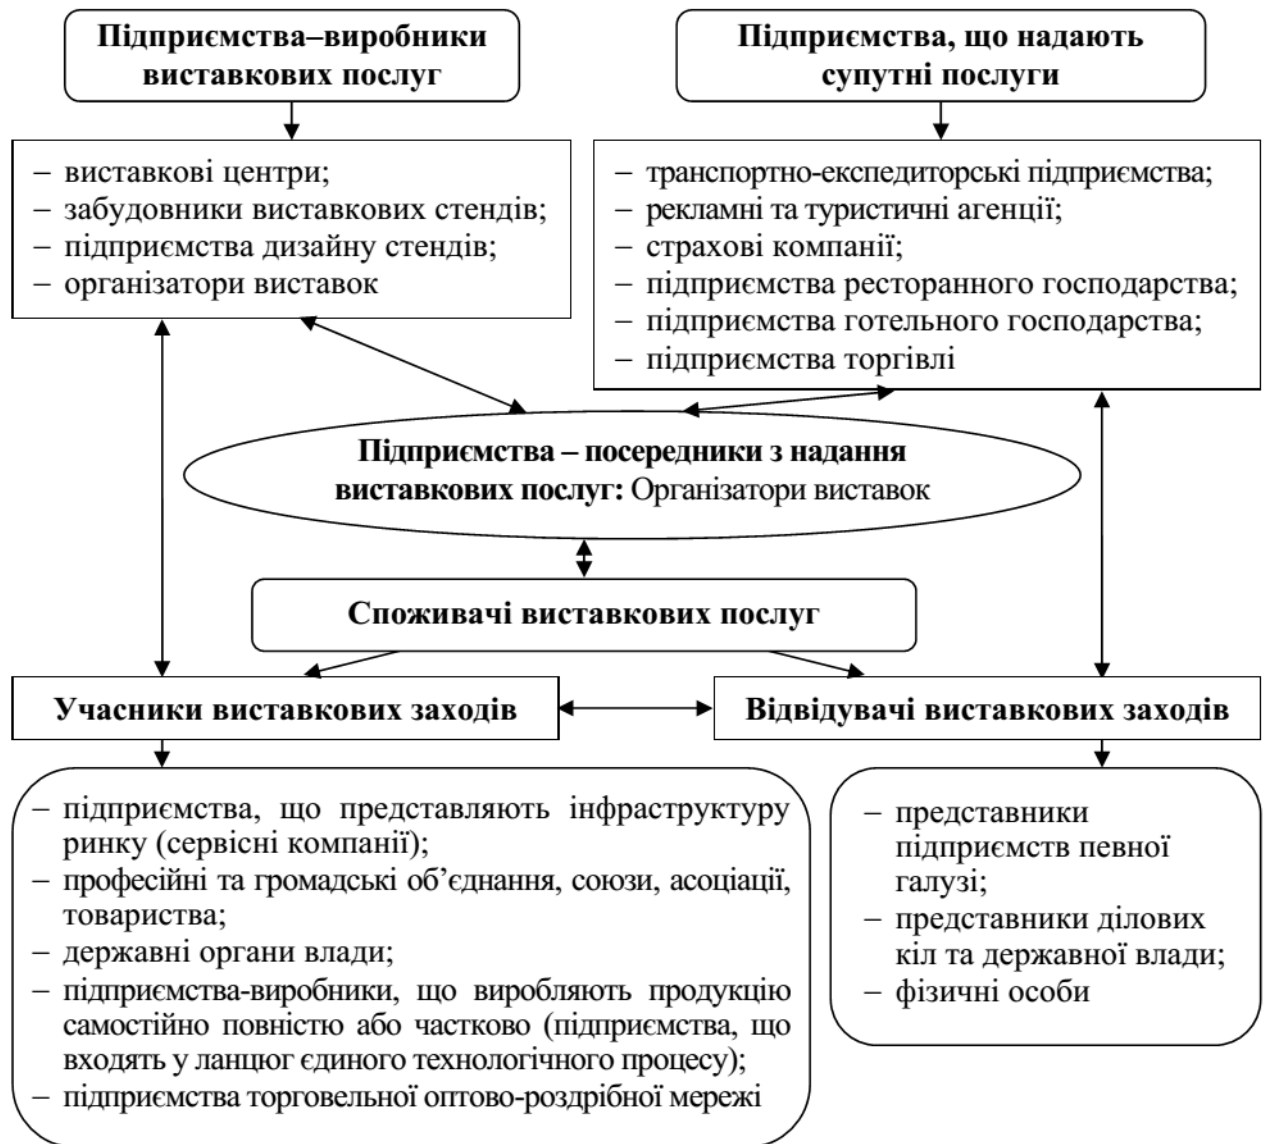 Підприємства–виробники
виставкових послуг
Підприємства, що надають
супутні послуги
– виставкові центри;
– забудовники виставкових стендів;
– підприємства дизайну стендів;
– організатори виставок
– транспортно-експедиторські підприємства;
– рекламні та туристичні агенції;
– страхові компанії;
– підприємства ресторанного господарства;
– підприємства готельного господарства;
– підприємства торгівлі
Підприємства – посередники з надання
виставкових послуг: Організатори виставок
Споживачі виставкових послуг
Учасники виставкових заходів
Відвідувачі виставкових заходів
– підприємства, що представляють інфраструктуру
ринку (сервісні компанії);
– професійні та громадські об’єднання, союзи, асоціації,
товариства;
– державні органи влади;
– підприємства-виробники, що виробляють продукцію
самостійно повністю або частково (підприємства, що
входять у ланцюг єдиного технологічного процесу);
– підприємства торговельної оптово-роздрібної мережі
– представники
підприємств певної
галузі;
– представники ділових
кіл та державної влади;
– фізичні особи